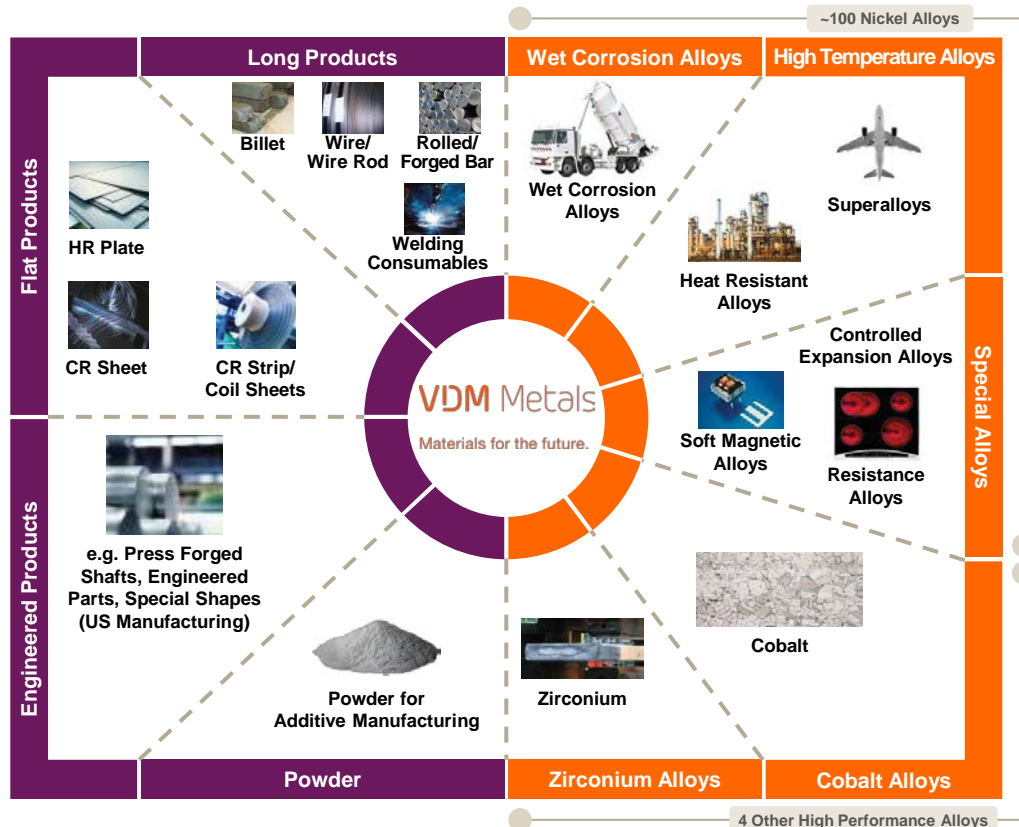 ~100 Nickel Alloys
Long Products
Wet Corrosion Alloys
High Temperature Alloys
Flat Products
Billet
Wire/
Wire Rod
Rolled/
Forged Bar
Welding
Consumables
HR Plate
CR Sheet
CR Strip/
Coil Sheets
Wet Corrosion
Alloys
Superalloys
Heat Resistant
Alloys
Controlled
Expansion Alloys
Soft Magnetic
Alloys
Resistance
Alloys
Special Alloys
VDM Metals
Materials for the future.
Engineered Products
e.g. Press Forged
Shafts, Engineered
Parts, Special Shapes
(US Manufacturing)
Powder for
Additive Manufacturing
Zirconium
Cobalt
Powder
Zirconium Alloys
Cobalt Alloys
4 Other High Performance Alloys